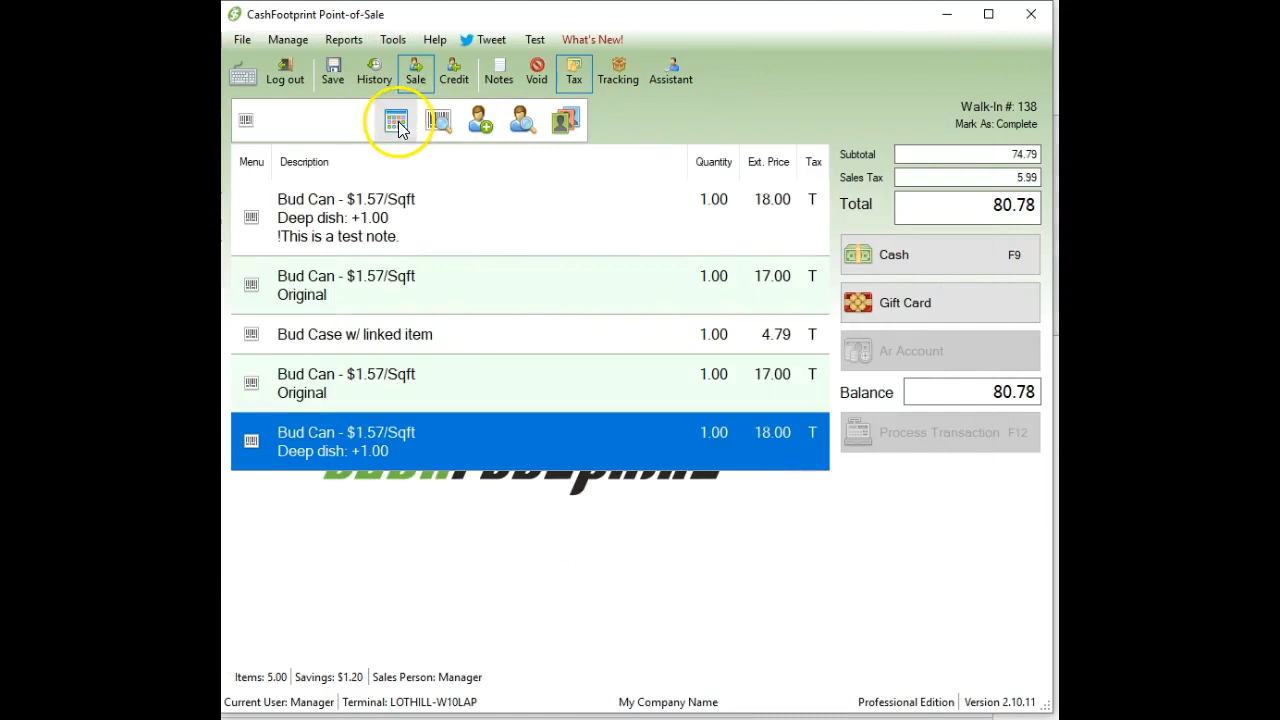 CashFootprint Point-of-Sale
File Manage Reports Tools Help Tweet Test What's New!
Log out Save History Sale Credit Notes Void Tax Tracking Assistant
Walk-In #: 138
Mark As: Complete
Menu Description Quantity Ext. Price Tax
Bud Can - $1.57/Sqft 1.00 18.00 T
Deep dish: +1.00
!This is a test note.
Bud Can - $1.57/Sqft 1.00 17.00 T
Original
Bud Case w/ linked item 1.00 4.79 T
Bud Can - $1.57/Sqft 1.00 17.00 T
Original
Bud Can - $1.57/Sqft 1.00 18.00 T
Deep dish: +1.00
Subtotal 74.79
Sales Tax 5.99
Total 80.78
Cash F9
Gift Card
Ar Account
Balance 80.78
Process Transaction F12
Items: 5.00 Savings: $1.20 Sales Person: Manager
Current User: Manager Terminal: LOTHILL-W10LAP My Company Name Professional Edition Version 2.10.11